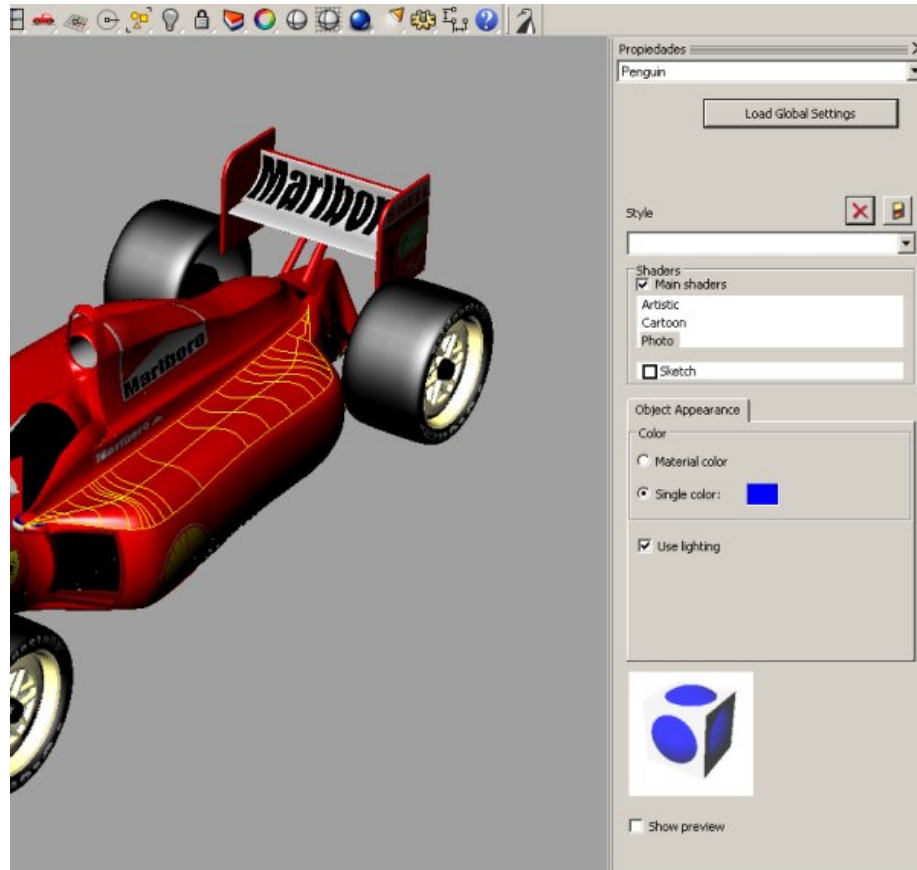 Propiedades
Penguin
Load Global Settings
Style
Shaders
Main shaders
Artistic
Cartoon
Photo
Sketch
Object Appearance
Color
Material color
Single color:
Use lighting
Show preview
Marlboro
Marlboro
Marlboro